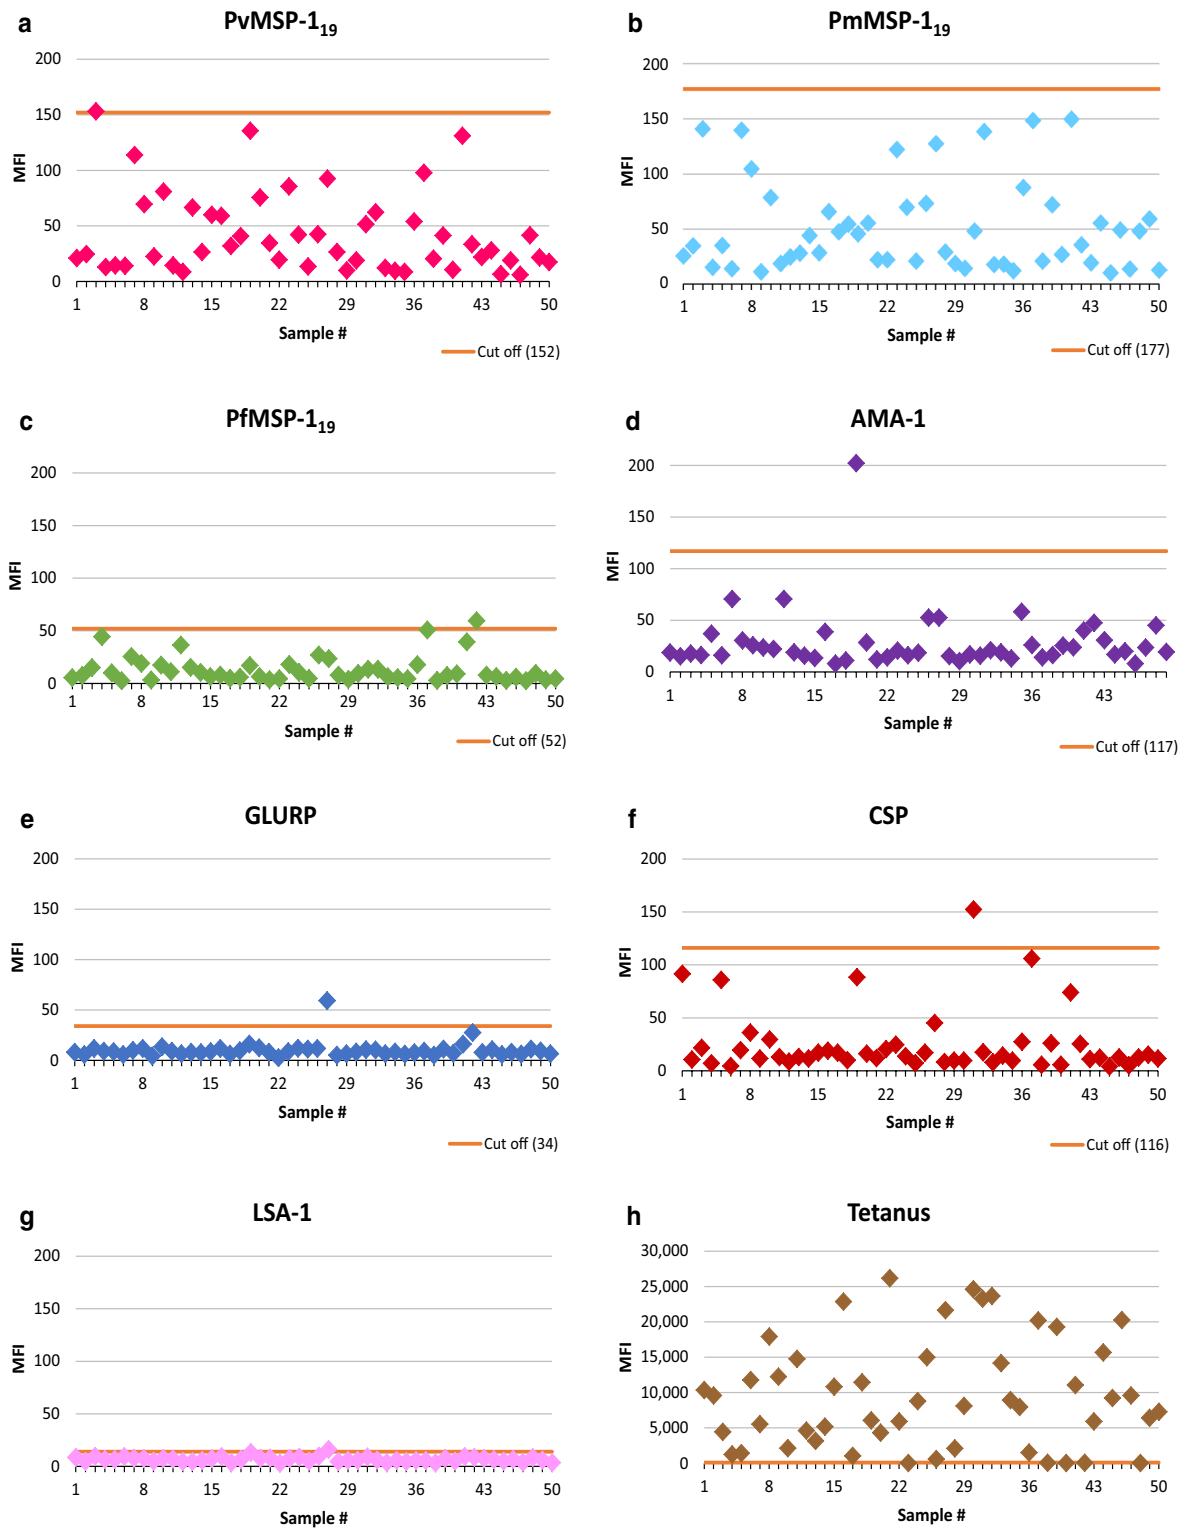 a
PvMSP-1₁₉
200
150
100
50
0
MFI
1 8 15 22 29 36 43 50
Sample #
Cut off (152)
b
PmMSP-1₁₉
200
150
100
50
0
MFI
1 8 15 22 29 36 43 50
Sample #
Cut off (177)
c
PfMSP-1₁₉
200
150
100
50
0
MFI
1 8 15 22 29 36 43 50
Sample #
Cut off (52)
d
AMA-1
200
150
100
50
0
MFI
1 8 15 22 29 36 43
Sample #
Cut off (117)
e
GLURP
200
150
100
50
0
MFI
1 8 15 22 29 36 43 50
Sample #
Cut off (34)
f
CSP
200
150
100
50
0
MFI
1 8 15 22 29 36 43 50
Sample #
Cut off (116)
g
LSA-1
200
150
100
50
0
MFI
1 8 15 22 29 36 43 50
Sample #
h
Tetanus
30,000
25,000
20,000
15,000
10,000
5,000
0
MFI
1 8 15 22 29 36 43 50
Sample #